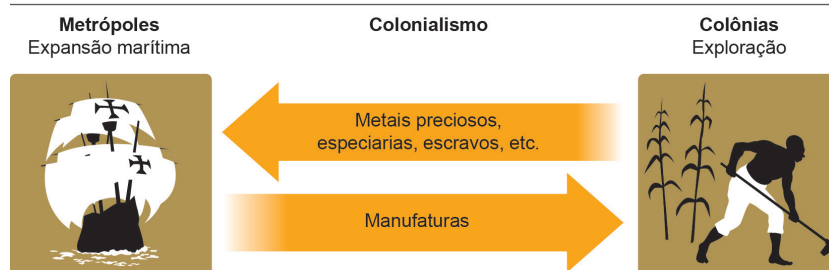 Metrópoles
Expansão marítima
Colonialismo
Colônias
Exploração
Metais preciosos,
especiarias, escravos, etc.
Manufaturas